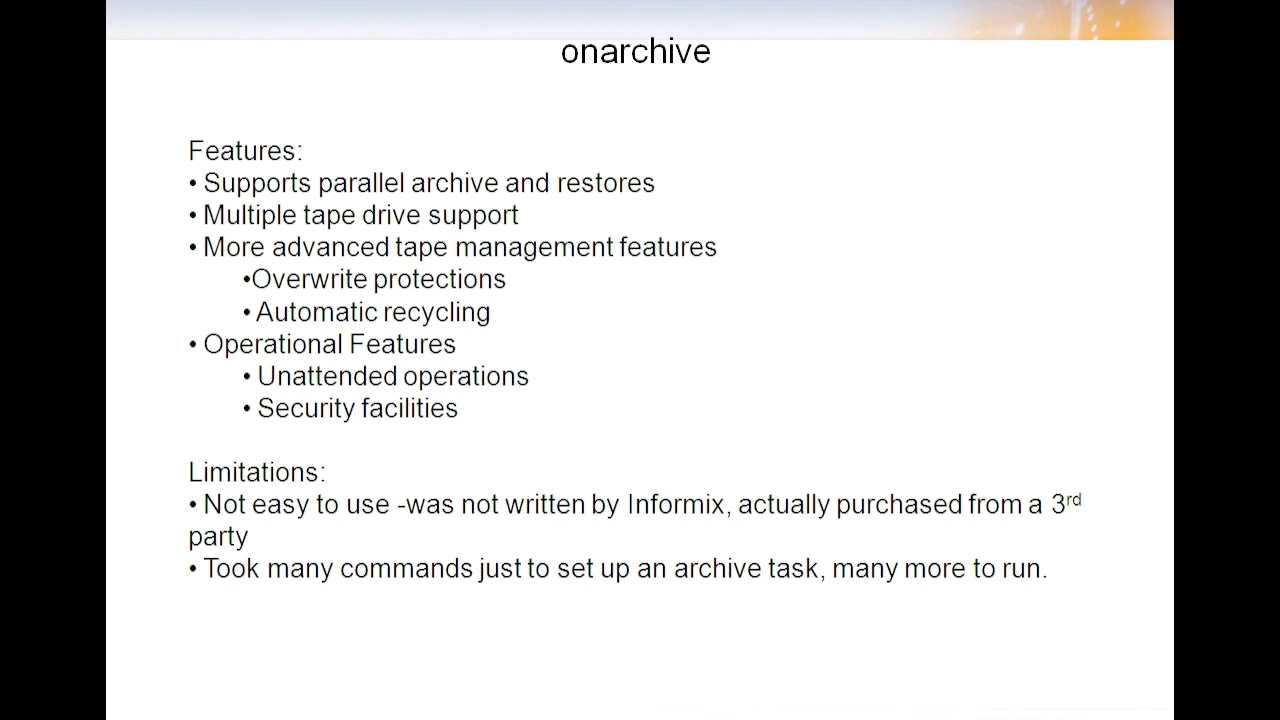 onarchive
Features:
• Supports parallel archive and restores
• Multiple tape drive support
• More advanced tape management features
•Overwrite protections
• Automatic recycling
• Operational Features
• Unattended operations
• Security facilities
Limitations:
• Not easy to use -was not written by Informix, actually purchased from a 3rd
party
• Took many commands just to set up an archive task, many more to run.